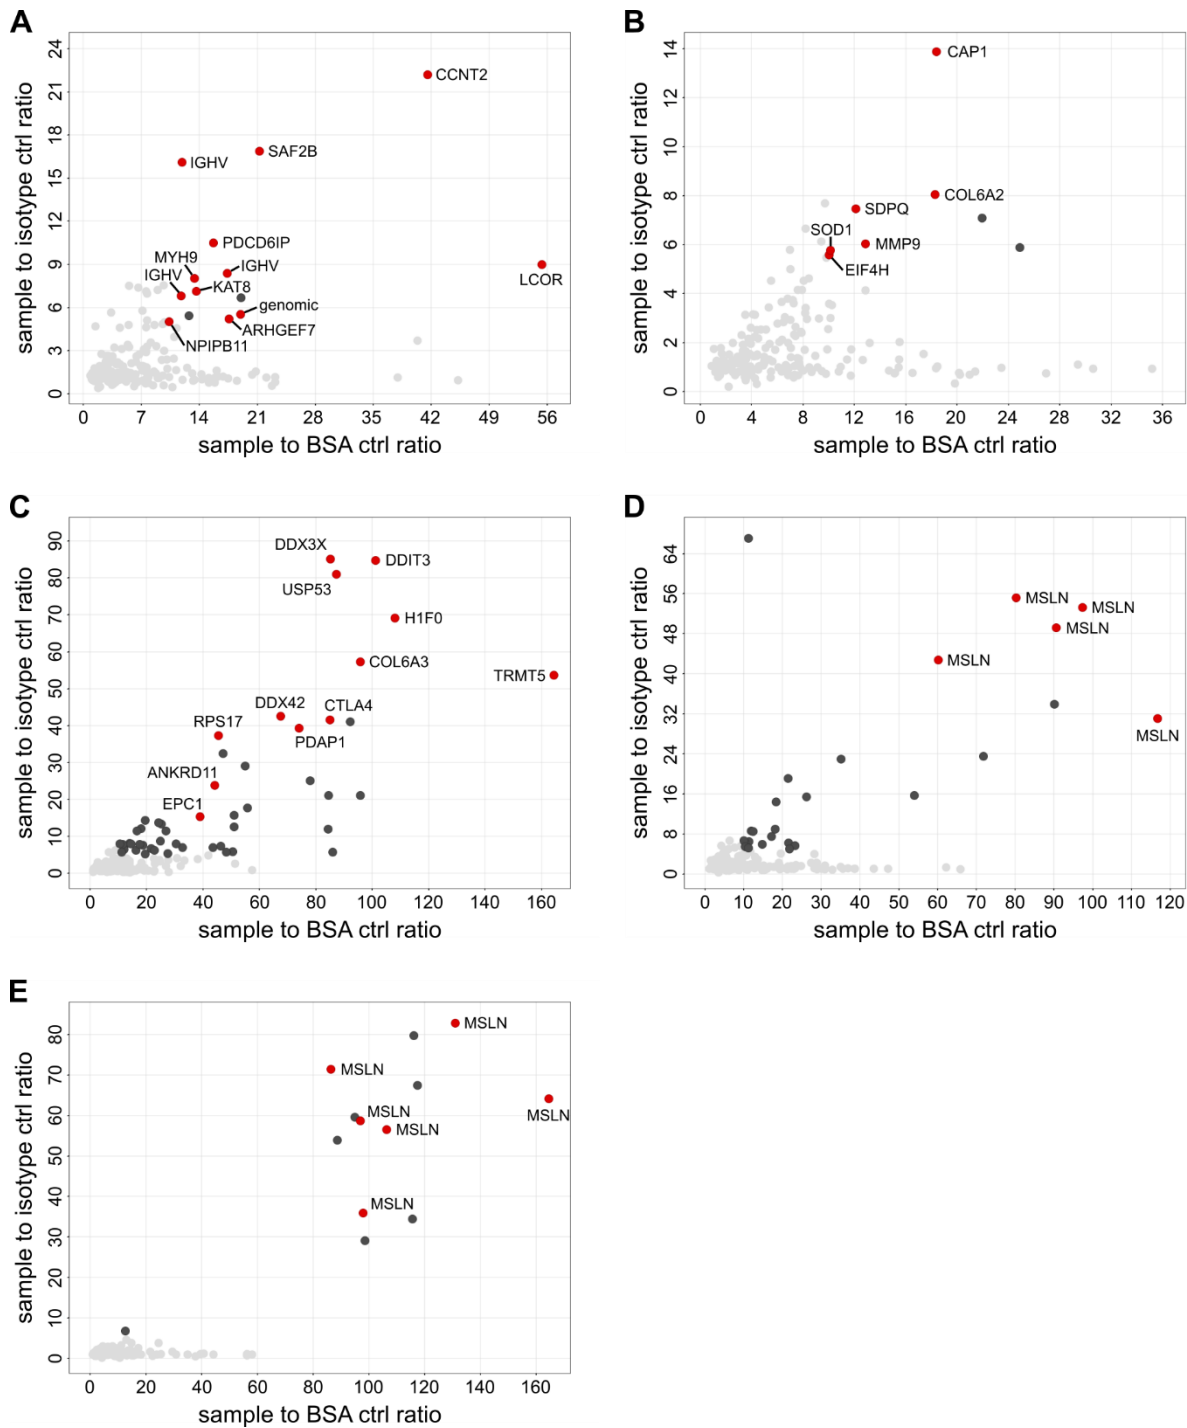 A
sample to isotype ctrl ratio
24
21
18
15
12
9
6
3
0
CCNT2
SAF2B
IGHV
PDCD6IP
MYH9
IGHV
IGHV
KAT8
LCOR
genomic
ARHGEF7
NPIPB11
0 7 14 21 28 35 42 49 56
sample to BSA ctrl ratio
B
sample to isotype ctrl ratio
14
12
10
8
6
4
2
0
CAP1
COL6A2
SDPQ
SOD1
MMP9
EIF4H
0 4 8 12 16 20 24 28 32 36
sample to BSA ctrl ratio
C
sample to isotype ctrl ratio
90
80
70
60
50
40
30
20
10
0
DDX3X
DDIT3
USP53
H1F0
COL6A3
TRMT5
DDX42
CTLA4
RPS17
PDAP1
ANKRD11
EPC1
0 20 40 60 80 100 120 140 160
sample to BSA ctrl ratio
D
sample to isotype ctrl ratio
64
56
48
40
32
24
16
8
0
MSLN
MSLN
MSLN
MSLN
MSLN
0 10 20 30 40 50 60 70 80 90 100 110 120
sample to BSA ctrl ratio
E
sample to isotype ctrl ratio
80
70
60
50
40
30
20
10
0
MSLN
MSLN
MSLN
MSLN
MSLN
MSLN
0 20 40 60 80 100 120 140 160
sample to BSA ctrl ratio